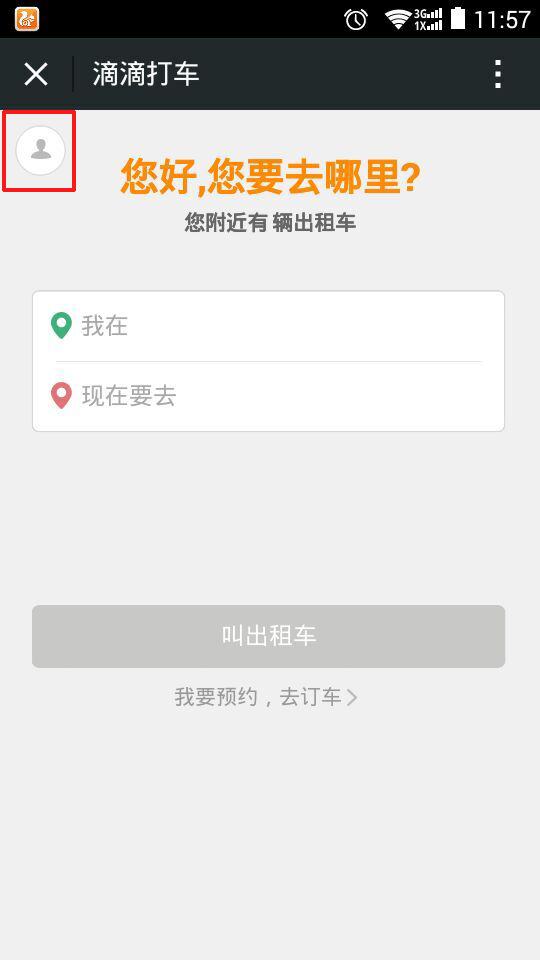 3G
1X
11:57
滴滴打车
您好,您要去哪里?
您附近有 辆出租车
我在
现在要去
叫出租车
我要预约，去订车